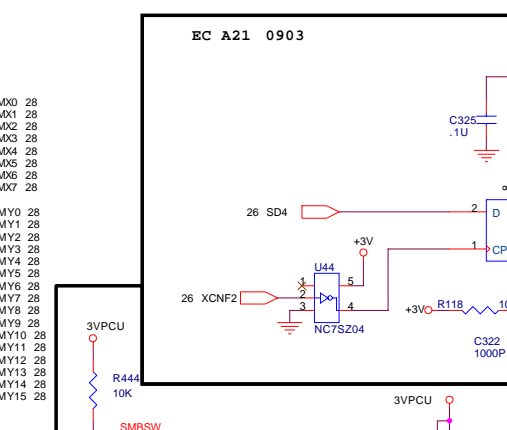 EC A21 0903
MX0 28
MX1 28
MX2 28
MX3 28
MX4 28
MX5 28
MX6 28
MX7 28
MY0 28
MY1 28
MY2 28
MY3 28
MY4 28
MY5 28
MY6 28
MY7 28
MY8 28
MY9 28
MY10 28
MY11 28
MY12 28
MY13 28
MY14 28
MY15 28
C325
.1U
26 SD4
2 D
1 CP
+3V
U44
1
2
3
5
4
NC7SZ04
26 XCNF2
+3V
R118
10
C322
1000P
3VPCU
R444
10K
SMBSW
3VPCU